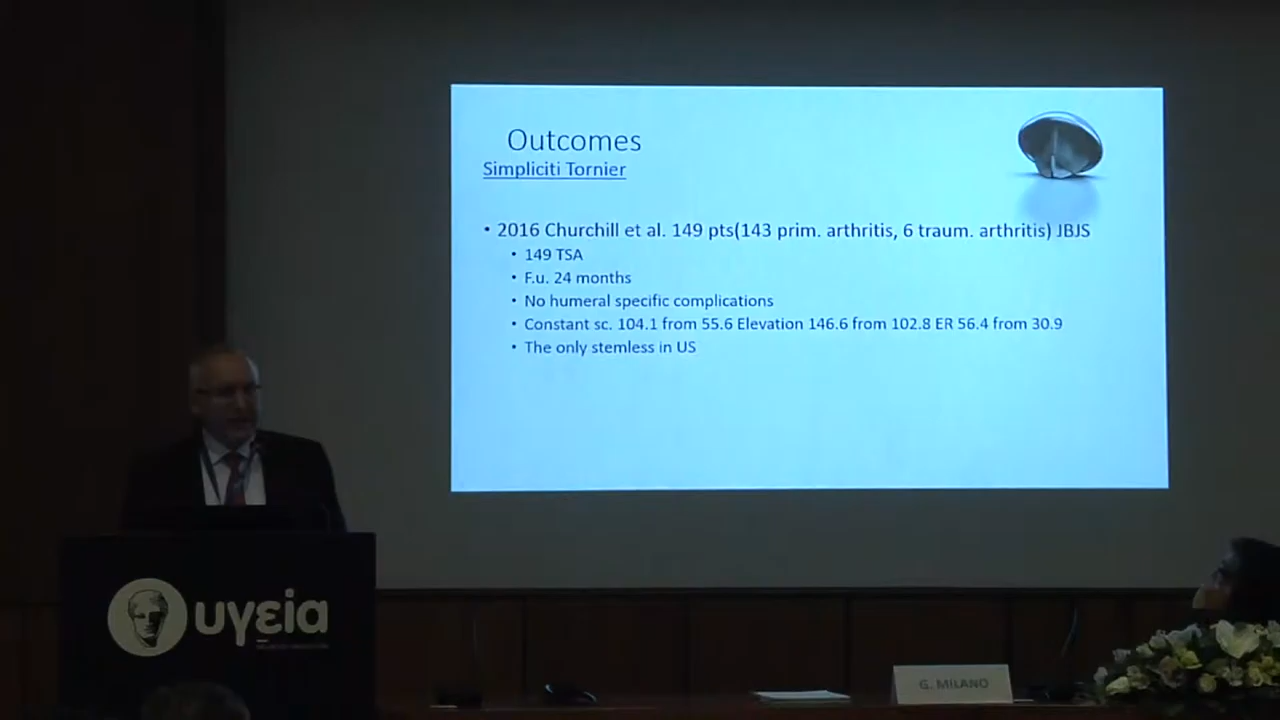 Outcomes
Simpliciti Tornier
• 2016 Churchill et al. 149 pts(143 prim. arthritis, 6 traum. arthritis) JBJS
• 149 TSA
• F.u. 24 months
• No humeral specific complications
• Constant sc. 104.1 from 55.6 Elevation 146.6 from 102.8 ER 56.4 from 30.9
• The only stemless in US
υγεία
G. MILANO